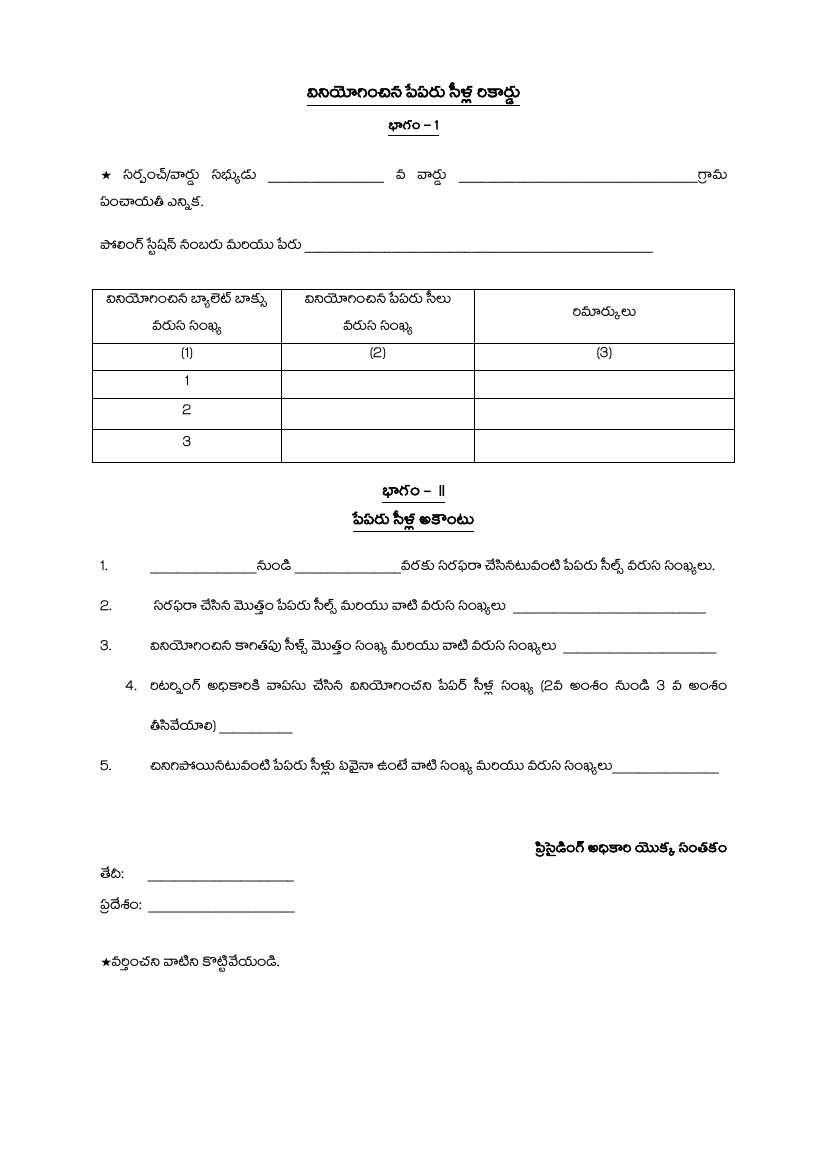 వినియోగించిన పేపరు సీళ్ల రికార్డు
భాగం – 1
★ సర్పంచ్/వార్డు సభ్యుడు ________________ వ వార్డు _________________________________గ్రామ
పంచాయతీ ఎన్నిక.
పోలింగ్ స్టేషన్ నంబరు మరియు పేరు ________________________________________________
వినియోగించిన బ్యాలెట్ బాక్సు వినియోగించిన పేపరు సీలు రిమార్కులు
వరుస సంఖ్య వరుస సంఖ్య
(1) (2) (3)
1
2
3
భాగం – II
పేపరు సీళ్ల అకౌంటు
1. _______________నుండి _______________వరకు సరఫరా చేసినటువంటి పేపరు సీల్స్ వరుస సంఖ్యలు.
2. సరఫరా చేసిన మొత్తం పేపరు సీల్స్ మరియు వాటి వరుస సంఖ్యలు ___________________________
3. వినియోగించిన కాగితపు సీళ్స్ మొత్తం సంఖ్య మరియు వాటి వరుస సంఖ్యలు _____________________
4. రిటర్నింగ్ అధికారికి వాపసు చేసిన వినియోగించని పేపర్ సీళ్ల సంఖ్య (2వ అంశం నుండి 3 వ అంశం
తీసివేయాలి) __________
5. చినిగిపోయినటువంటి పేపరు సీళ్లు ఏవైనా ఉంటే వాటి సంఖ్య మరియు వరుస సంఖ్యలు_______________
ప్రిసైడింగ్ అధికారి యొక్క సంతకం
తేదీ: ____________________
ప్రదేశం: ____________________
★వర్తించని వాటిని కొట్టివేయండి.